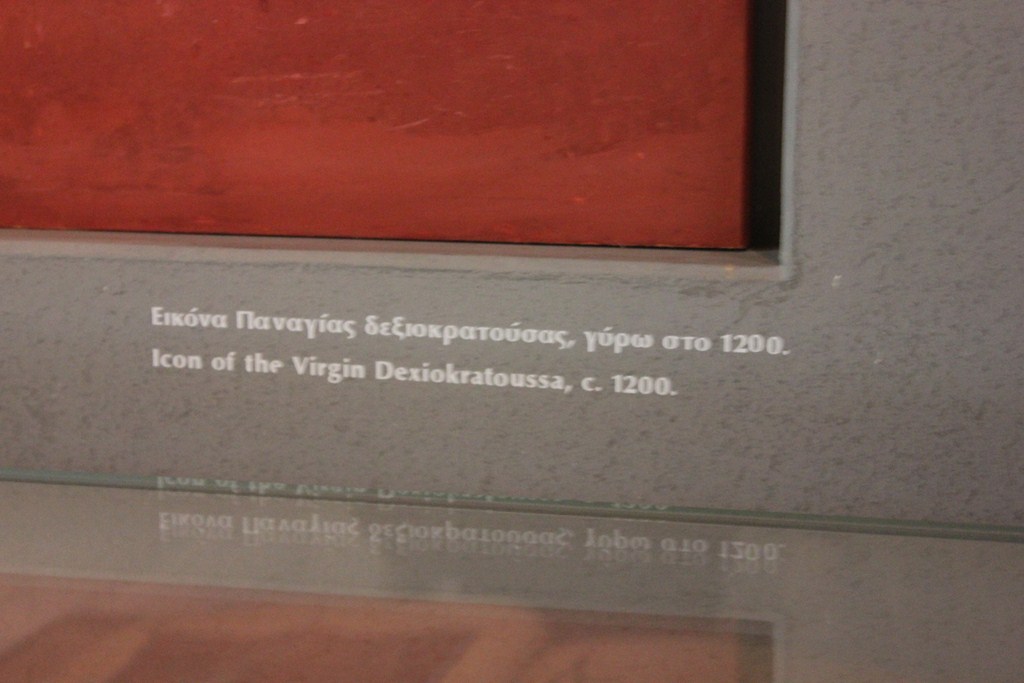 Εικόνα Παναγίας δεξιοκρατούσας, γύρω στο 1200.
Icon of the Virgin Dexiokratoussa, c. 1200.